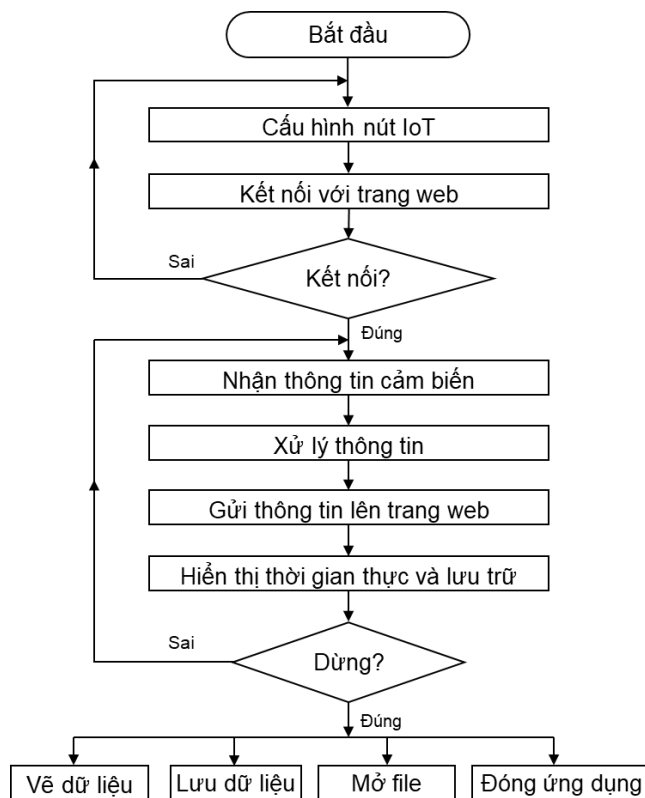 Bắt đầu
Cấu hình nút IoT
Kết nối với trang web
Sai
Kết nối?
Đúng
Nhận thông tin cảm biến
Xử lý thông tin
Gửi thông tin lên trang web
Hiển thị thời gian thực và lưu trữ
Sai
Dừng?
Đúng
Vẽ dữ liệu
Lưu dữ liệu
Mở file
Đóng ứng dụng